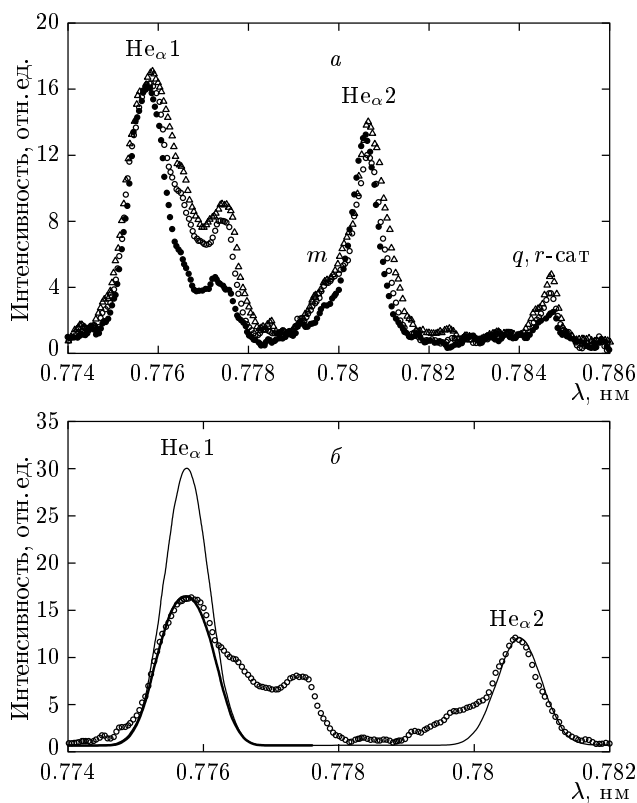 20
16
12
8
4
0
Интенсивность, отн. ед.
Heα1
а
Heα2
m
q, r-сат
0.774 0.776 0.778 0.78 0.782 0.784 0.786
λ, нм
35
30
25
20
15
10
5
0
Интенсивность, отн. ед.
Heα1
б
Heα2
0.774 0.776 0.778 0.78 0.782
λ, нм